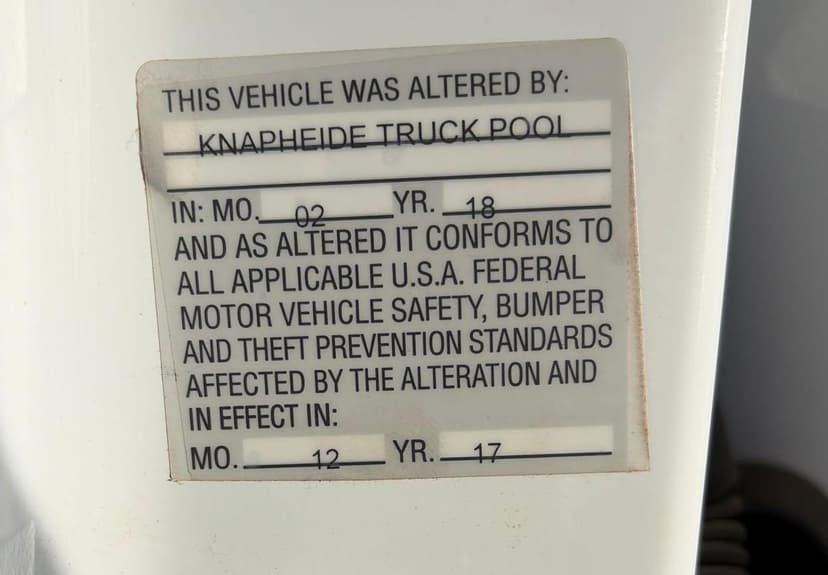 THIS VEHICLE WAS ALTERED BY:
KNAPHEIDE TRUCK POOL
IN: MO. 02 YR. 18
AND AS ALTERED IT CONFORMS TO
ALL APPLICABLE U.S.A. FEDERAL
MOTOR VEHICLE SAFETY, BUMPER
AND THEFT PREVENTION STANDARDS
AFFECTED BY THE ALTERATION AND
IN EFFECT IN:
MO. 12 YR. 17